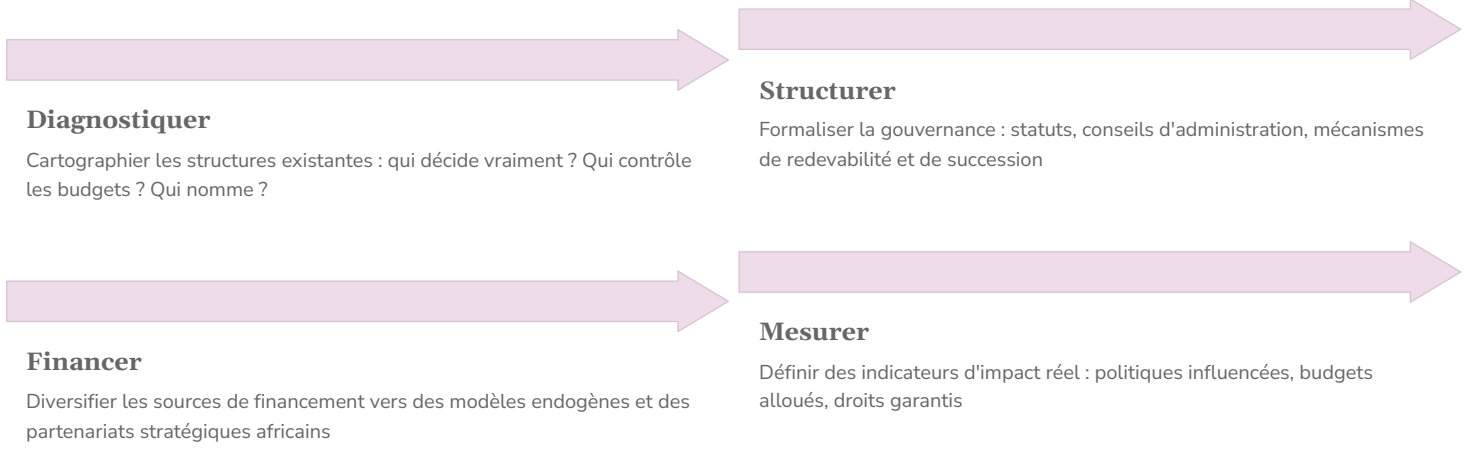 Diagnostiquer
Cartographier les structures existantes : qui décide vraiment ? Qui contrôle
les budgets ? Qui nomme ?
Structurer
Formaliser la gouvernance : statuts, conseils d'administration, mécanismes
de redevabilité et de succession
Financer
Diversifier les sources de financement vers des modèles endogènes et des
partenariats stratégiques africains
Mesurer
Définir des indicateurs d'impact réel : politiques influencées, budgets
alloués, droits garantis